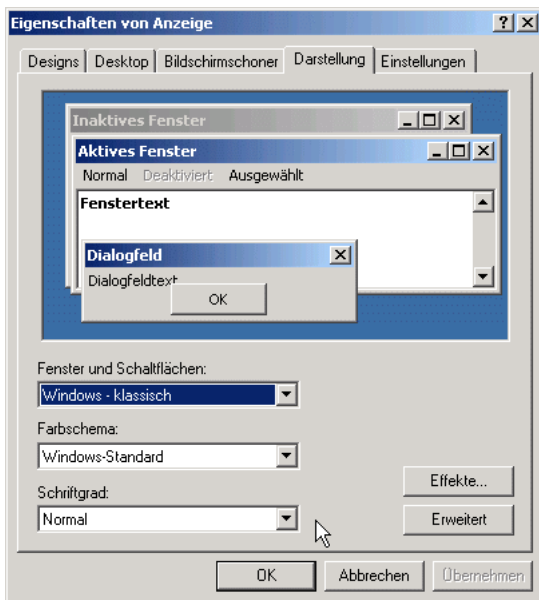 Eigenschaften von Anzeige
Designs Desktop Bildschirmschoner Darstellung Einstellungen
Inaktives Fenster
Aktives Fenster
Normal Deaktiviert Ausgewählt
Fenstertext
Dialogfeld
Dialogfeldtext
OK
Fenster und Schaltflächen:
Windows - klassisch
Farbschema:
Windows-Standard
Effekte...
Schriftgrad:
Normal
Erweitert
OK Abbrechen Übernehmen